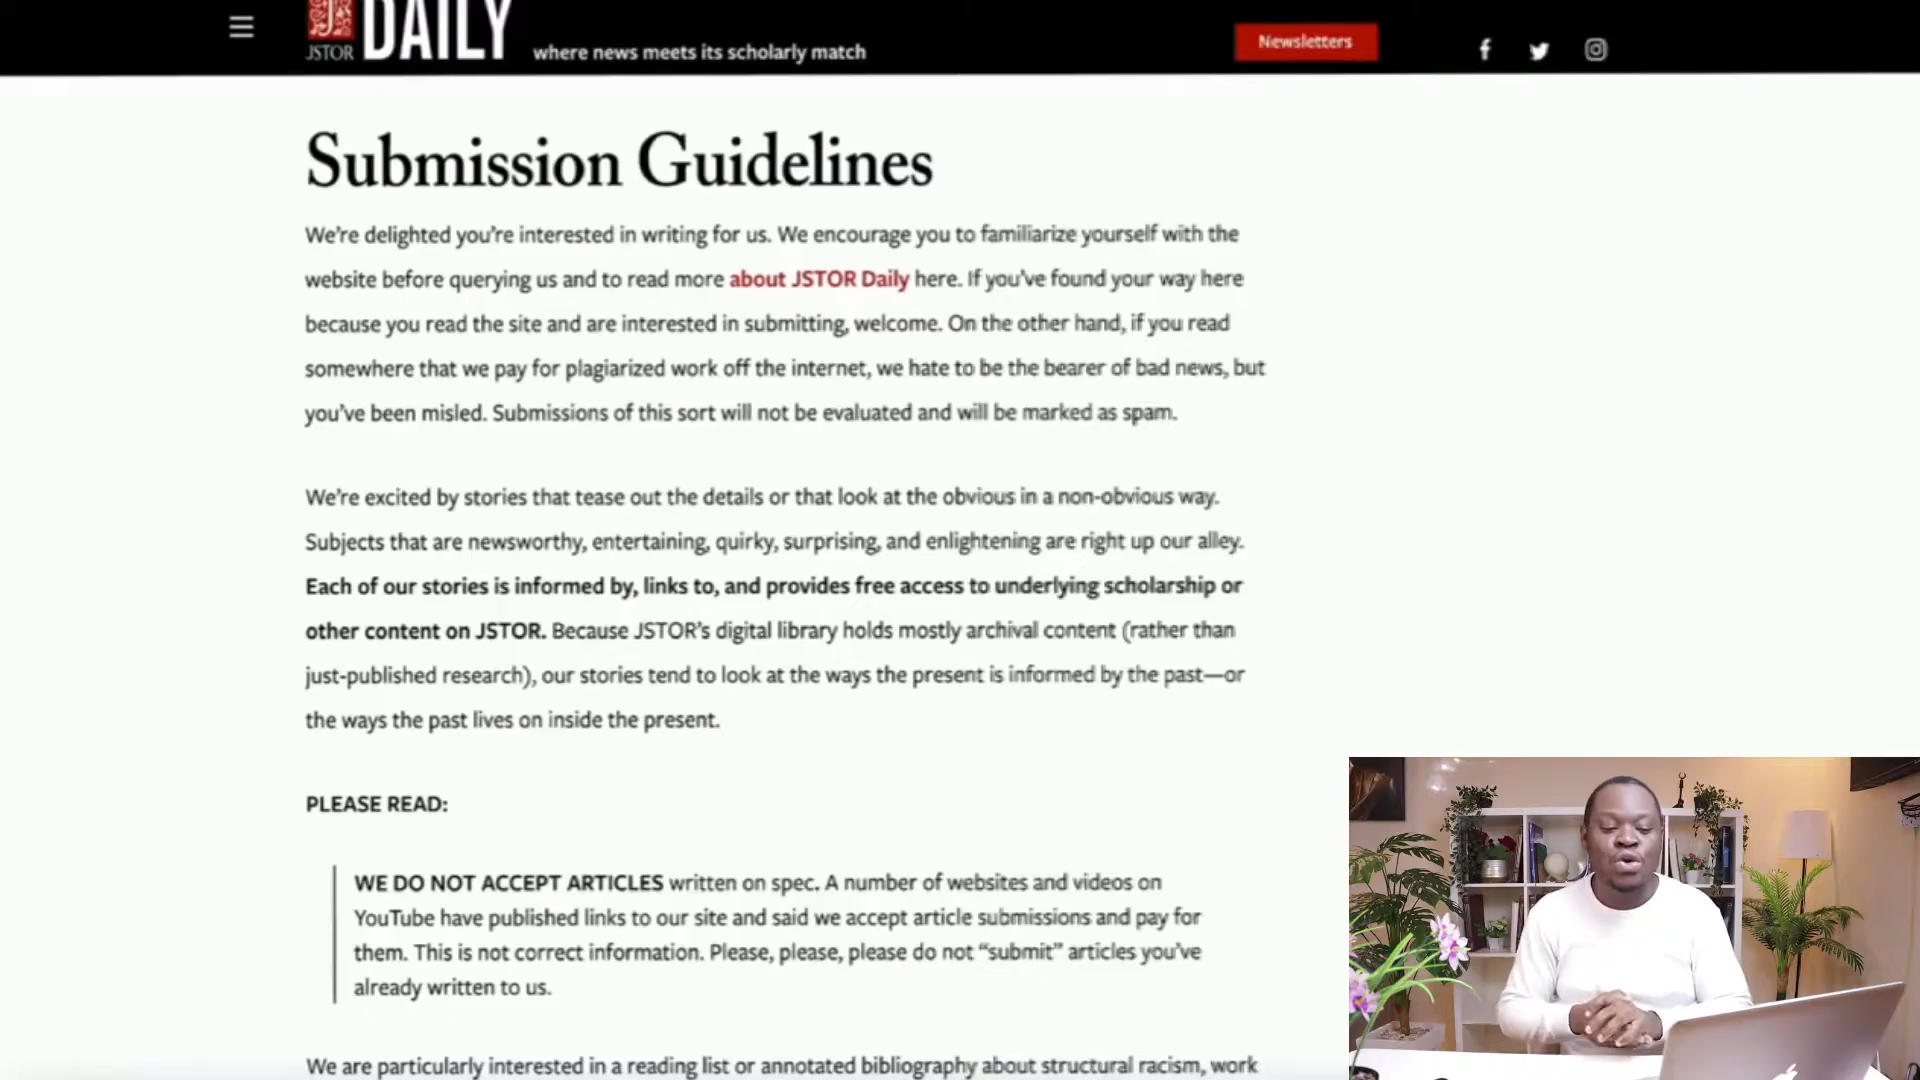 JSTOR DAILY where news meets its scholarly match Newsletters
Submission Guidelines
We're delighted you're interested in writing for us. We encourage you to familiarize yourself with the
website before querying us and to read more about JSTOR Daily here. If you've found your way here
because you read the site and are interested in submitting, welcome. On the other hand, if you read
somewhere that we pay for plagiarized work off the internet, we hate to be the bearer of bad news, but
you've been misled. Submissions of this sort will not be evaluated and will be marked as spam.
We're excited by stories that tease out the details or that look at the obvious in a non-obvious way.
Subjects that are newsworthy, entertaining, quirky, surprising, and enlightening are right up our alley.
Each of our stories is informed by, links to, and provides free access to underlying scholarship or
other content on JSTOR. Because JSTOR's digital library holds mostly archival content (rather than
just-published research), our stories tend to look at the ways the present is informed by the past—or
the ways the past lives on inside the present.
PLEASE READ:
WE DO NOT ACCEPT ARTICLES written on spec. A number of websites and videos on
YouTube have published links to our site and said we accept article submissions and pay for
them. This is not correct information. Please, please, please do not “submit” articles you've
already written to us.
We are particularly interested in a reading list or annotated bibliography about structural racism, work